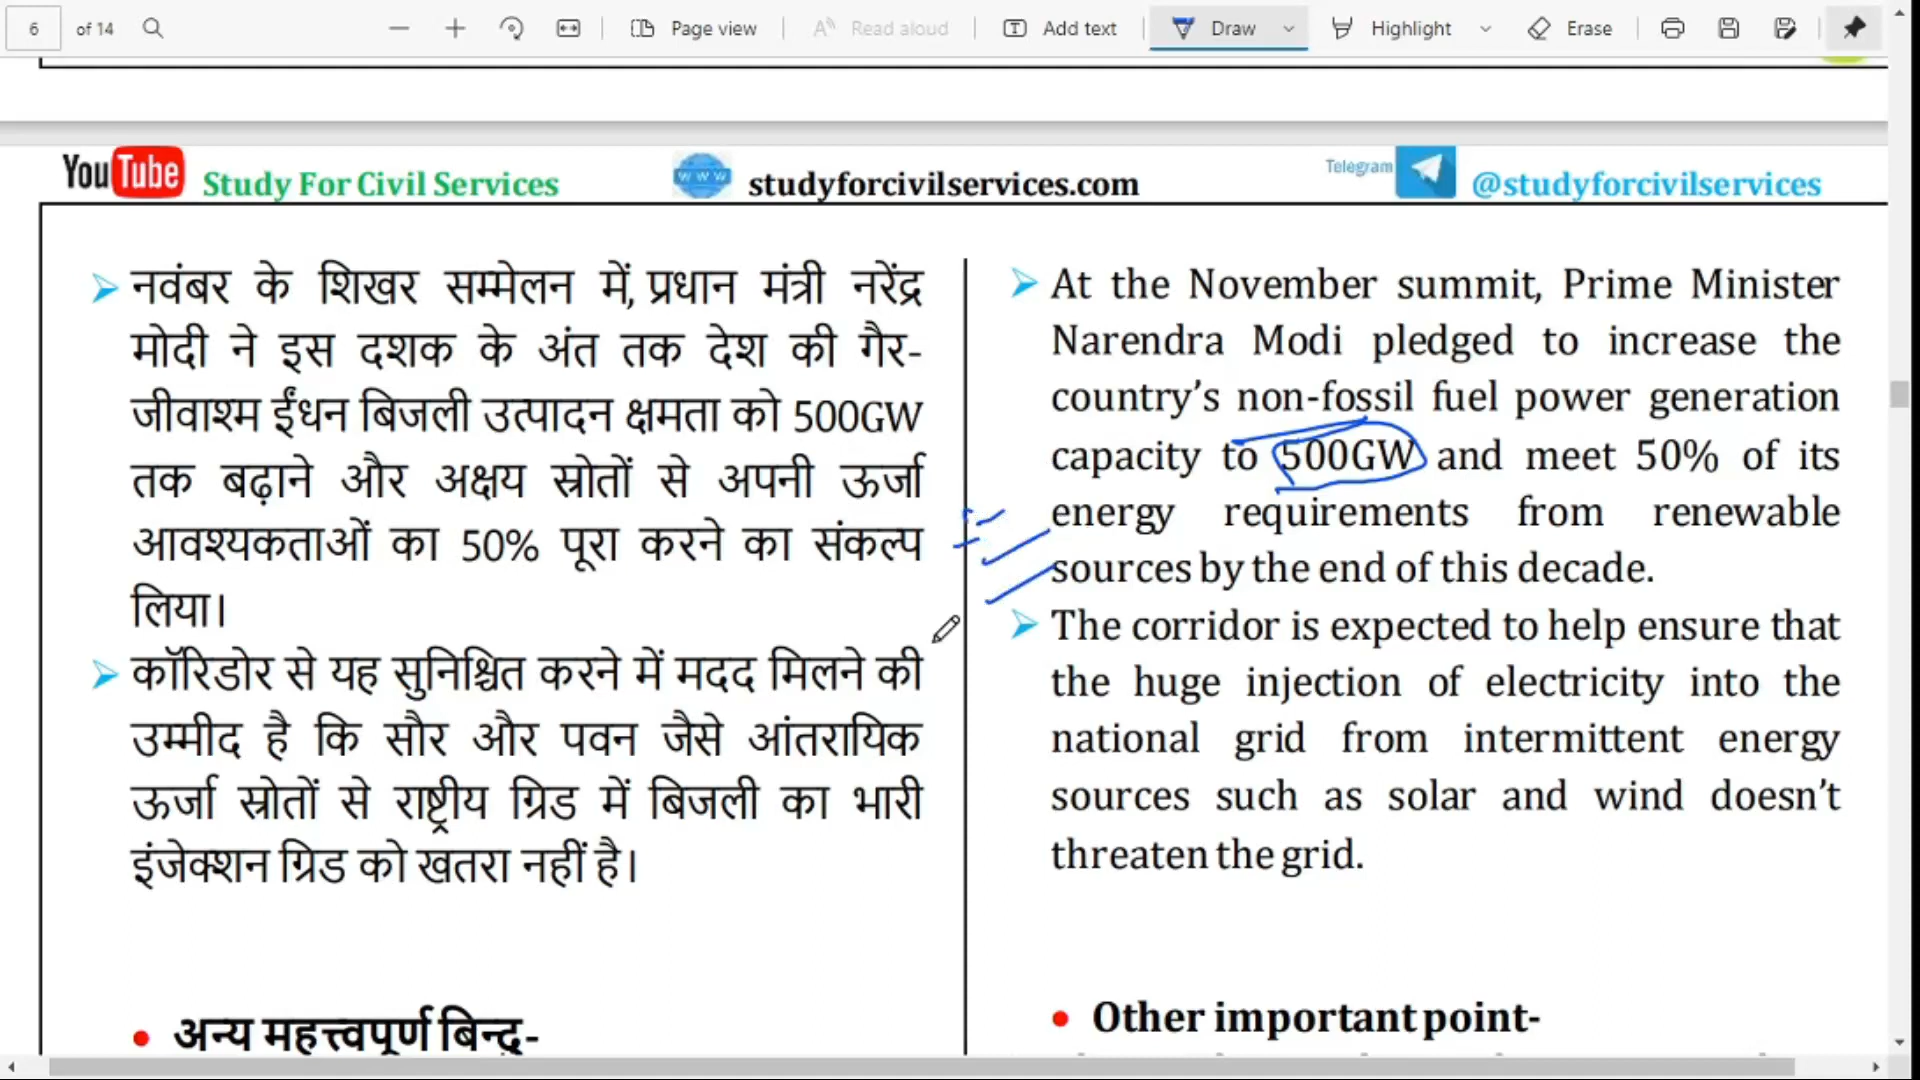 6 of 14 Page view Read aloud Add text Draw Highlight Erase
YouTube Study For Civil Services www studyforcivilservices.com Telegram @studyforcivilservices
नवंबर के शिखर सम्मेलन में, प्रधान मंत्री नरेंद्र
मोदी ने इस दशक के अंत तक देश की गैर-
जीवाश्म ईंधन बिजली उत्पादन क्षमता को 500GW
तक बढ़ाने और अक्षय स्रोतों से अपनी ऊर्जा
आवश्यकताओं का 50% पूरा करने का संकल्प
लिया।
कॉरिडोर से यह सुनिश्चित करने में मदद मिलने की
उम्मीद है कि सौर और पवन जैसे आंतरायिक
ऊर्जा स्रोतों से राष्ट्रीय ग्रिड में बिजली का भारी
इंजेक्शन ग्रिड को खतरा नहीं है।
अन्य महत्त्वपूर्ण बिन्दु-
At the November summit, Prime Minister
Narendra Modi pledged to increase the
country’s non-fossil fuel power generation
capacity to 500GW and meet 50% of its
energy requirements from renewable
sources by the end of this decade.
The corridor is expected to help ensure that
the huge injection of electricity into the
national grid from intermittent energy
sources such as solar and wind doesn’t
threaten the grid.
Other important point-